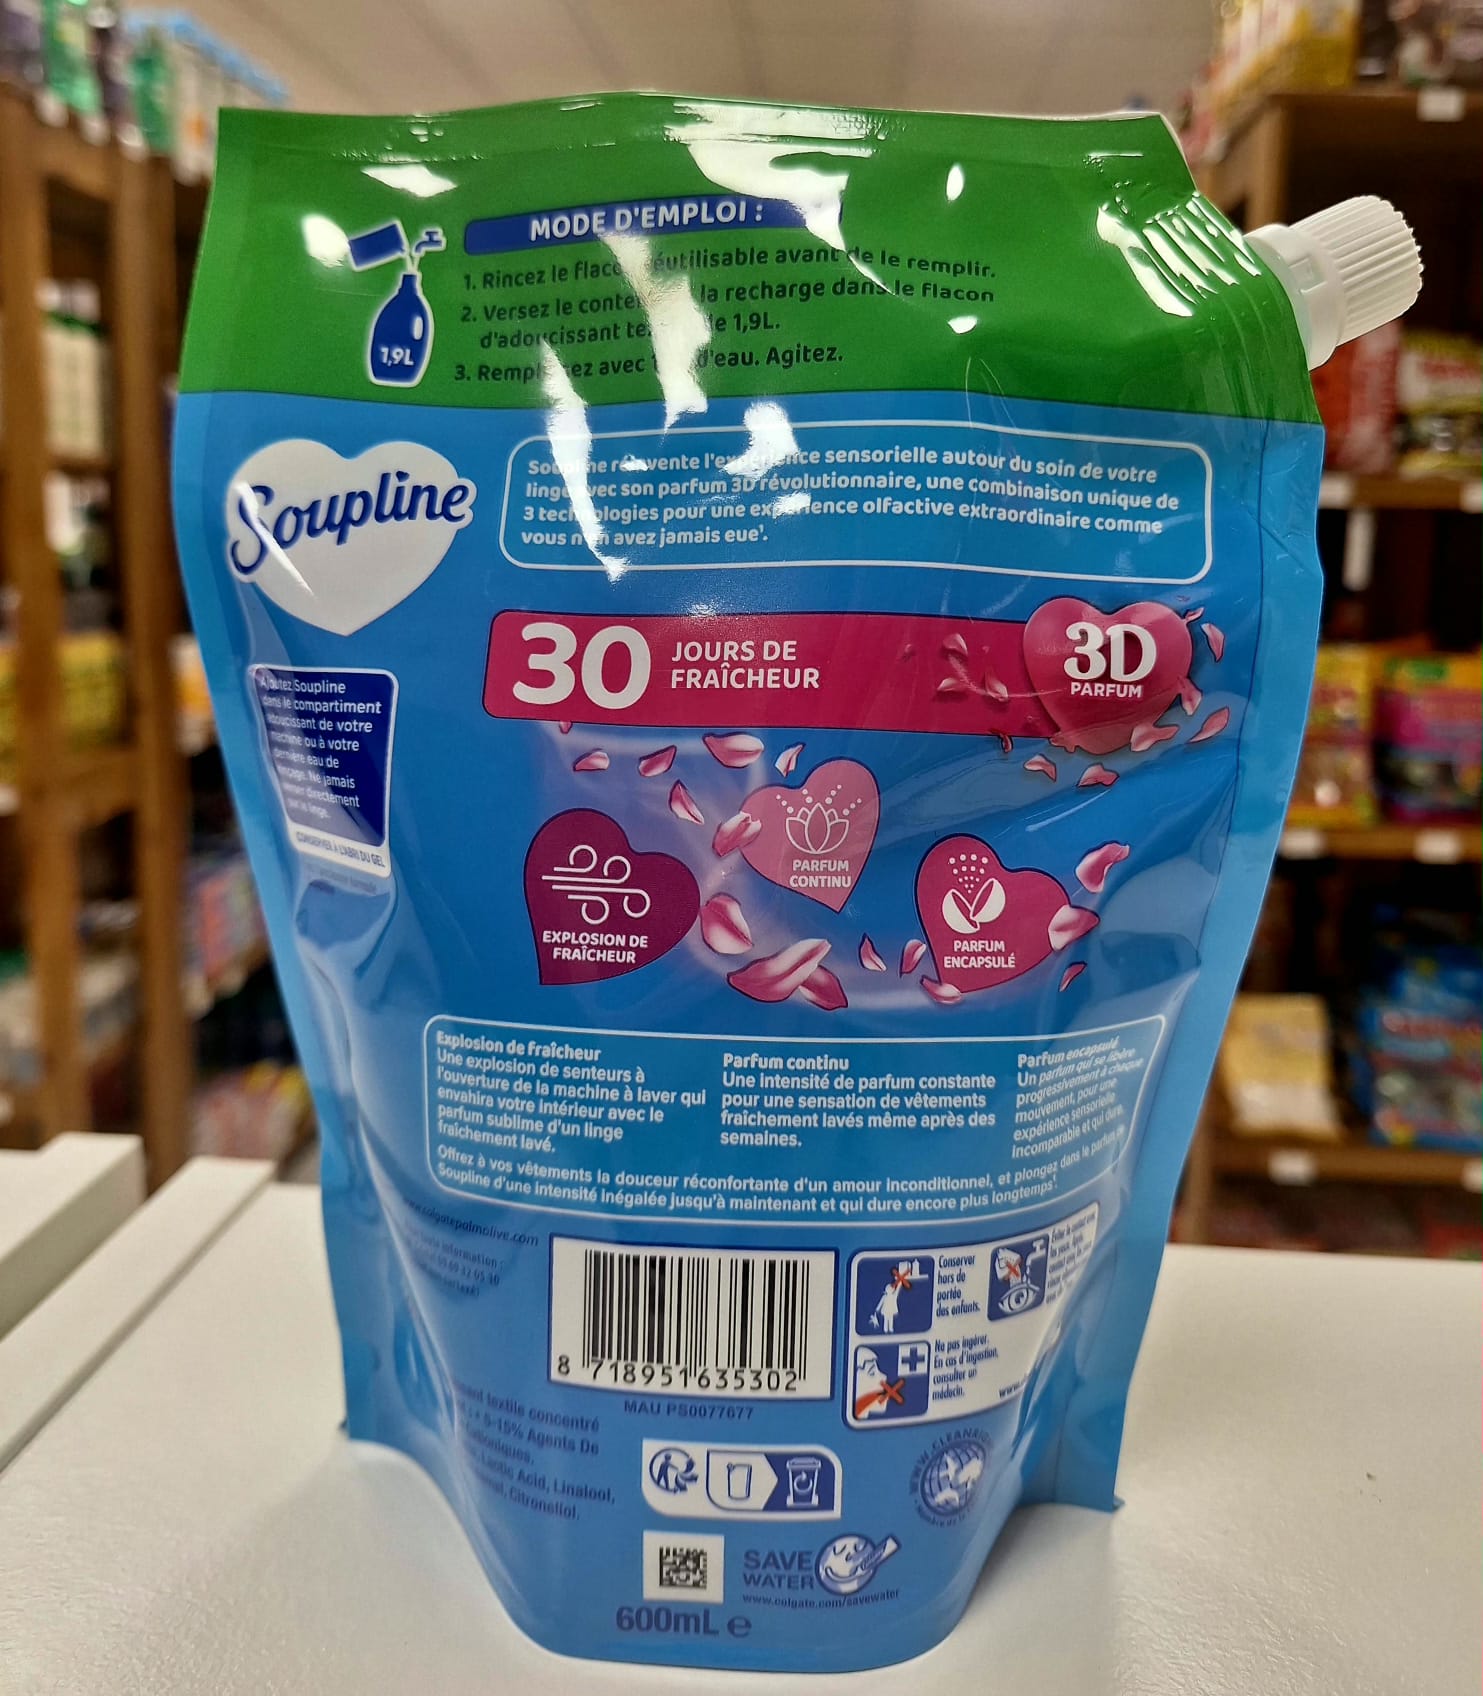 MODE D'EMPLOI :
1. Rincez le flac éutilisable avant de le remplir.
2. Versez le conte la recharge dans le flacon
d'adoucissant te de 1,9L.
3. Rempl ez avec d'eau. Agitez.
1,9L
Soupline
Soupline réinvente l'expérience sensorielle autour du soin de votre
linge avec son parfum 3D révolutionnaire, une combinaison unique de
3 technologies pour une expérience olfactive extraordinaire comme
vous n'en avez jamais eue¹.
30 JOURS DE
FRAÎCHEUR
3D
PARFUM
Ajoutez Soupline
dans le compartiment
adoucissant de votre
machine ou à votre
dernière eau de
rinçage. Ne jamais
verser directement
sur le linge.
CONSERVER À L'ABRI DU GEL
PARFUM
CONTINU
EXPLOSION DE
FRAÎCHEUR
PARFUM
ENCAPSULÉ
Explosion de fraîcheur
Une explosion de senteurs à
l'ouverture de la machine à laver qui
envahira votre intérieur avec le
parfum sublime d'un linge
fraîchement lavé.
Parfum continu
Une intensité de parfum constante
pour une sensation de vêtements
fraîchement lavés même après des
semaines.
Parfum encapsulé
Un parfum qui se libère
progressivement à chaque
mouvement, pour une
expérience sensorielle
incomparable et qui dure.
Offrez à vos vêtements la douceur réconfortante d'un amour inconditionnel, et plongez dans le parfum de
Soupline d'une intensité inégalée jusqu'à maintenant et qui dure encore plus longtemps¹.
www.colgatepalmolive.com
information :
8 718951 635302
MAU PS0077677
Conserver
hors de
portée
des enfants.
Ne pas ingérer.
En cas d'ingestion,
consulter un
médecin.
textile concentré
5-15% Agents De
Lactic Acid, Linalool,
Citronellol.
SAVE
WATER
www.colgate.com/savewater
600mL e